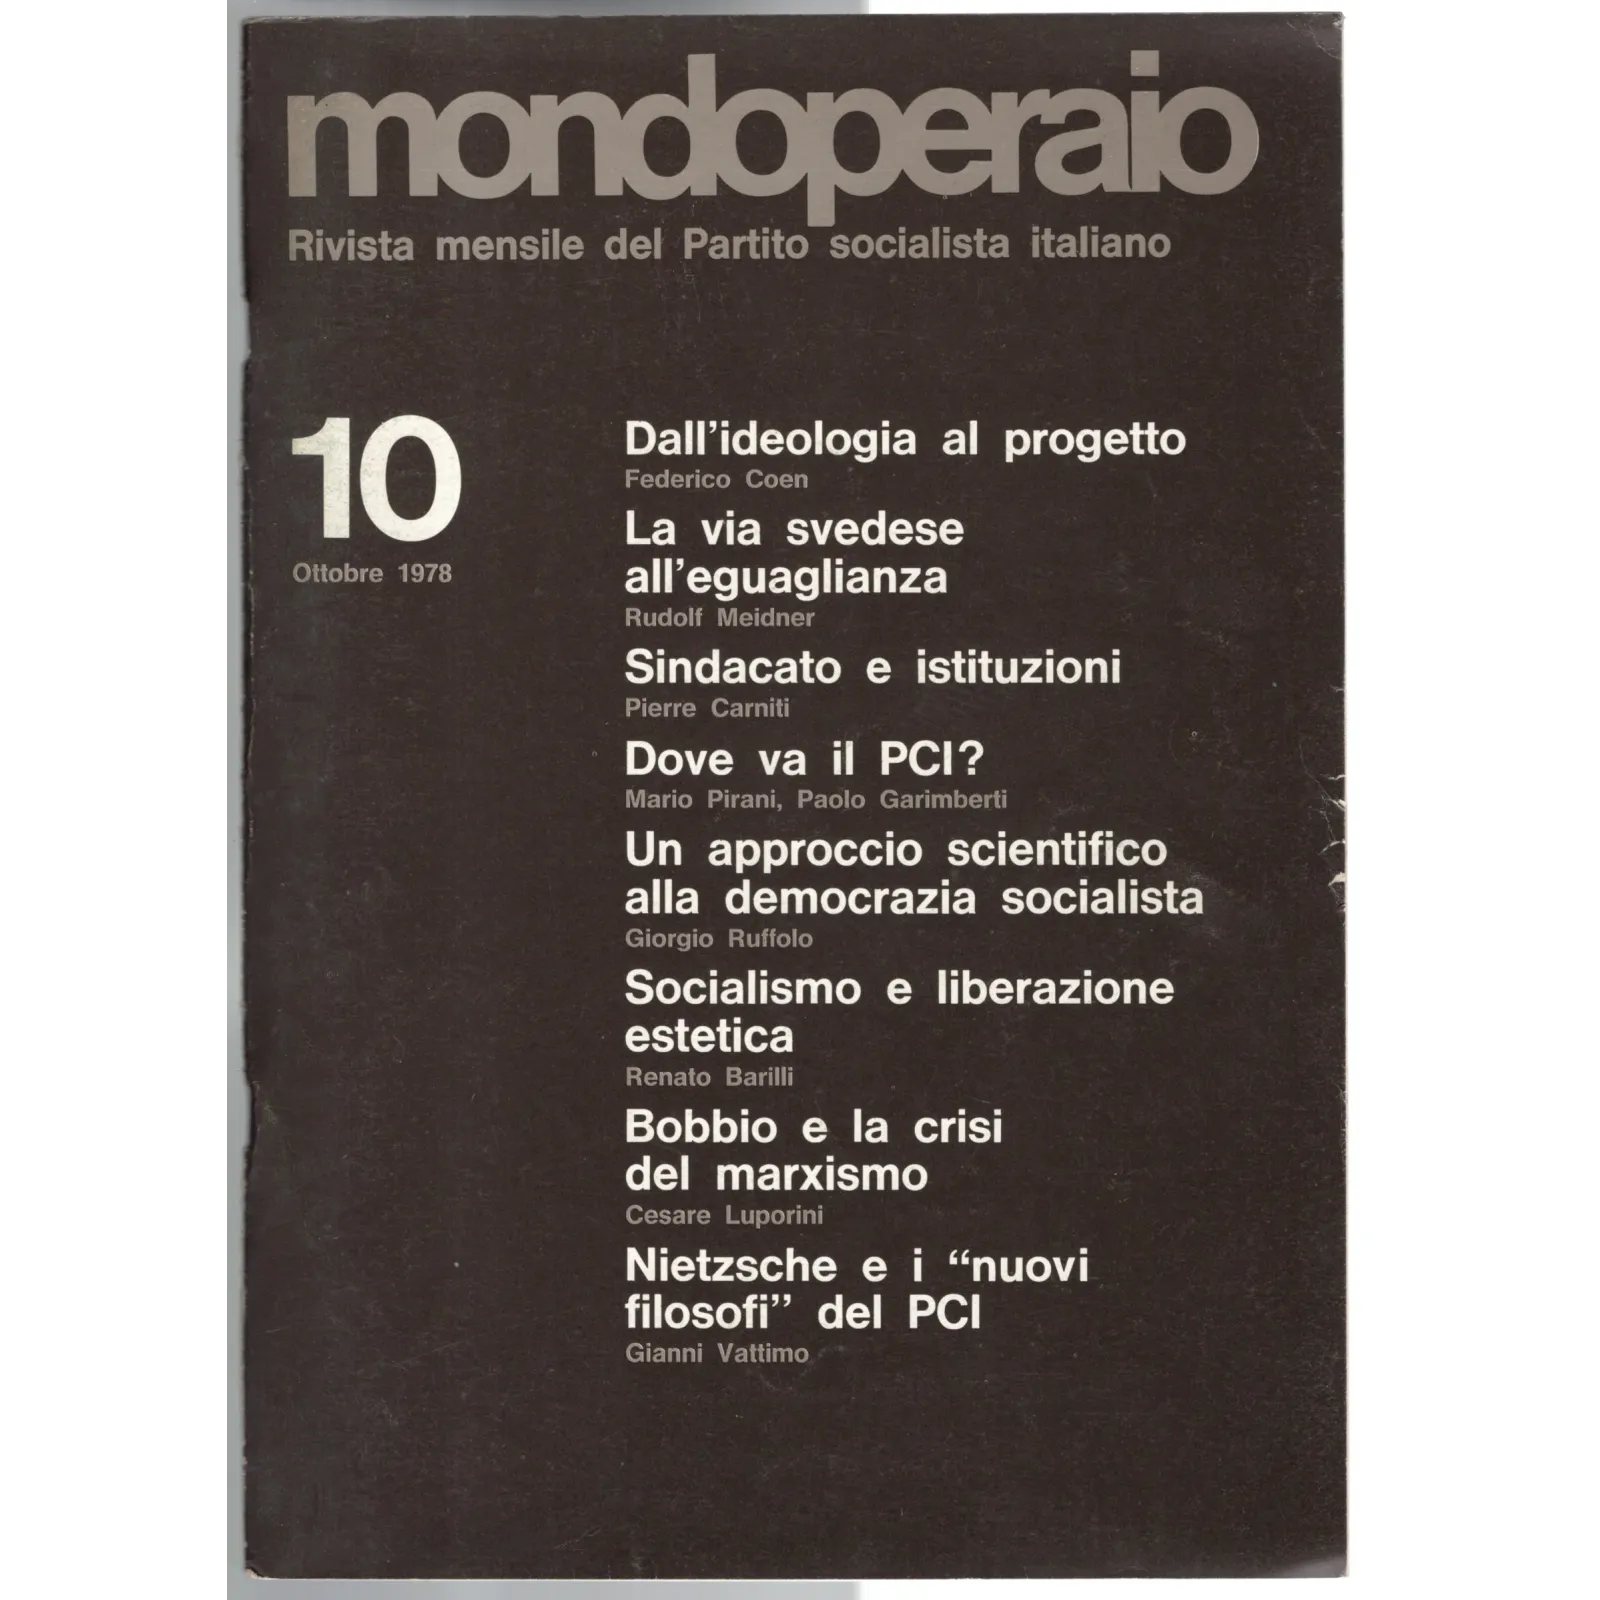 mondoperaio
Rivista mensile del Partito socialista italiano
10
Ottobre 1978
Dall'ideologia al progetto
Federico Coen
La via svedese
all'eguaglianza
Rudolf Meidner
Sindacato e istituzioni
Pierre Carniti
Dove va il PCI?
Mario Pirani, Paolo Garimberti
Un approccio scientifico
alla democrazia socialista
Giorgio Ruffolo
Socialismo e liberazione
estetica
Renato Barilli
Bobbio e la crisi
del marxismo
Cesare Luporini
Nietzsche e i “nuovi
filosofi” del PCI
Gianni Vattimo